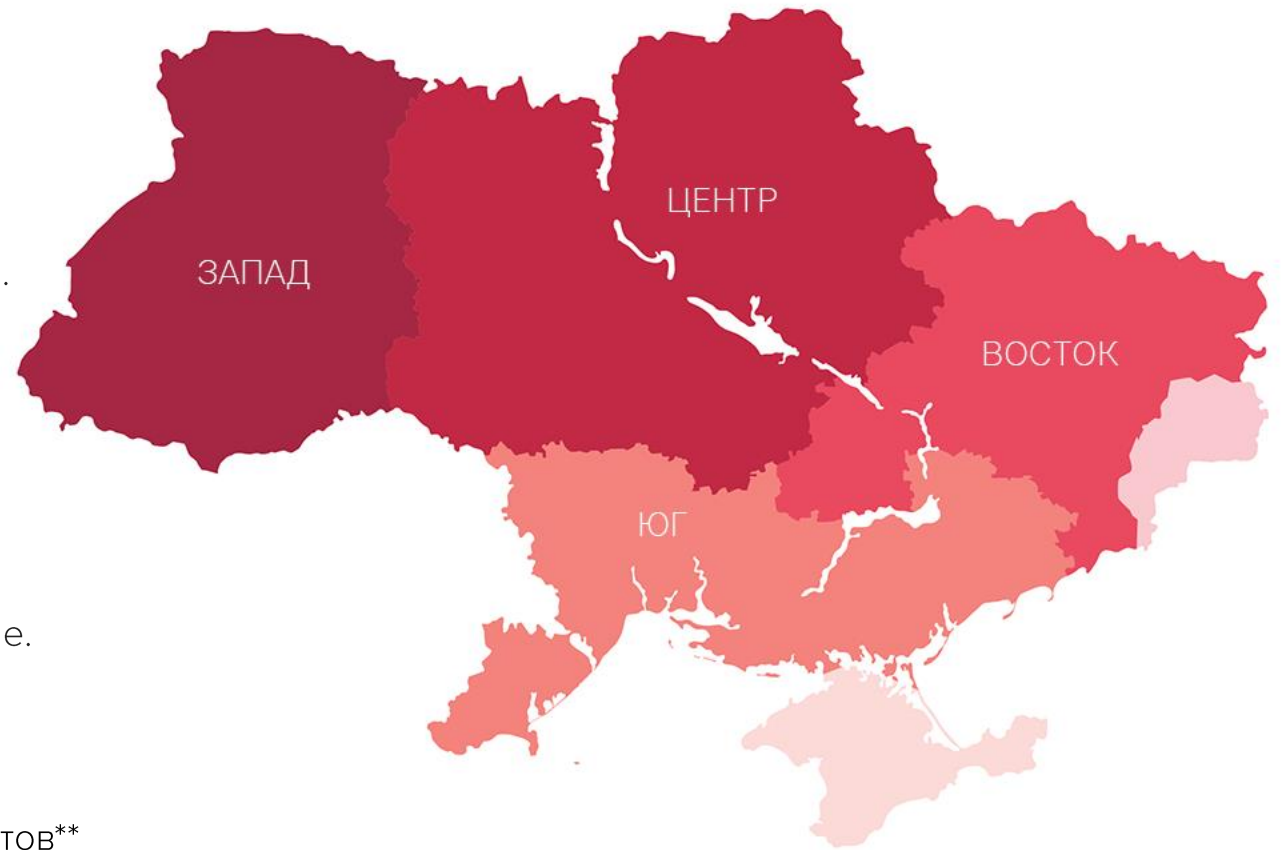 ЦЕНТР
ЗАПАД
.
ВОСТОК
ЮГ
е.
тов**